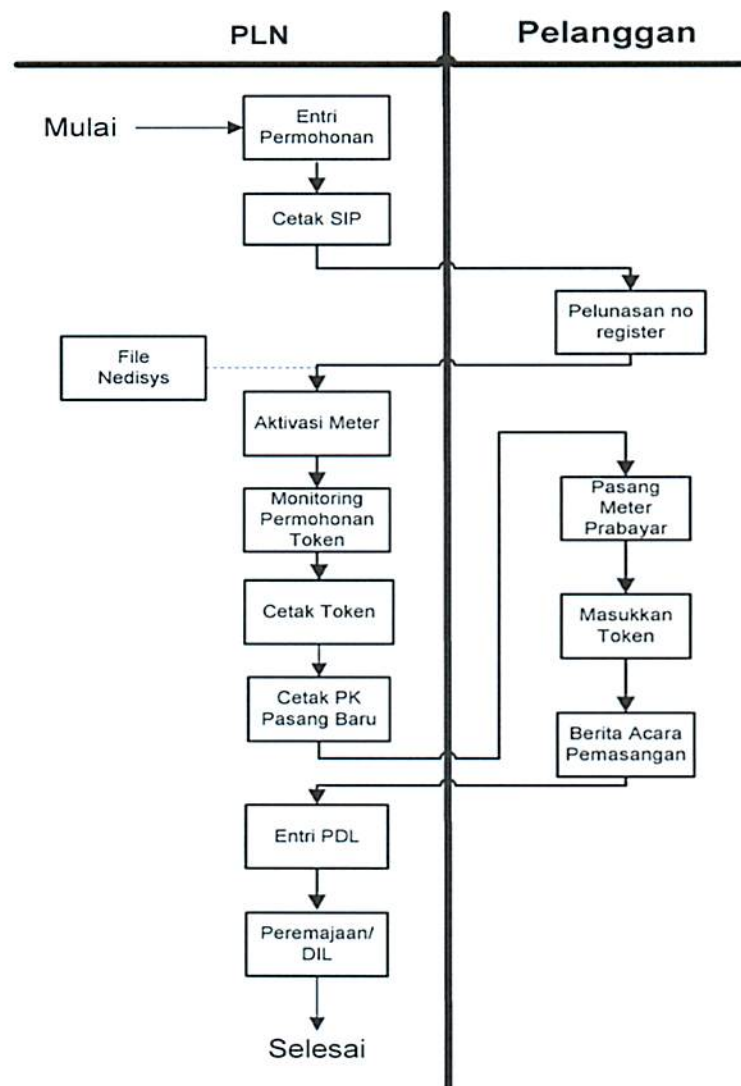 PLN
Pelanggan
Mulai
Entri
Permohonan
Cetak SIP
Pelunasan no
register
File
Nedisys
Aktivasi Meter
Monitoring
Permohonan
Token
Cetak Token
Cetak PK
Pasang Baru
Pasang
Meter
Prabayar
Masukkan
Token
Berita Acara
Pemasangan
Entri PDL
Peremajaan/
DIL
Selesai